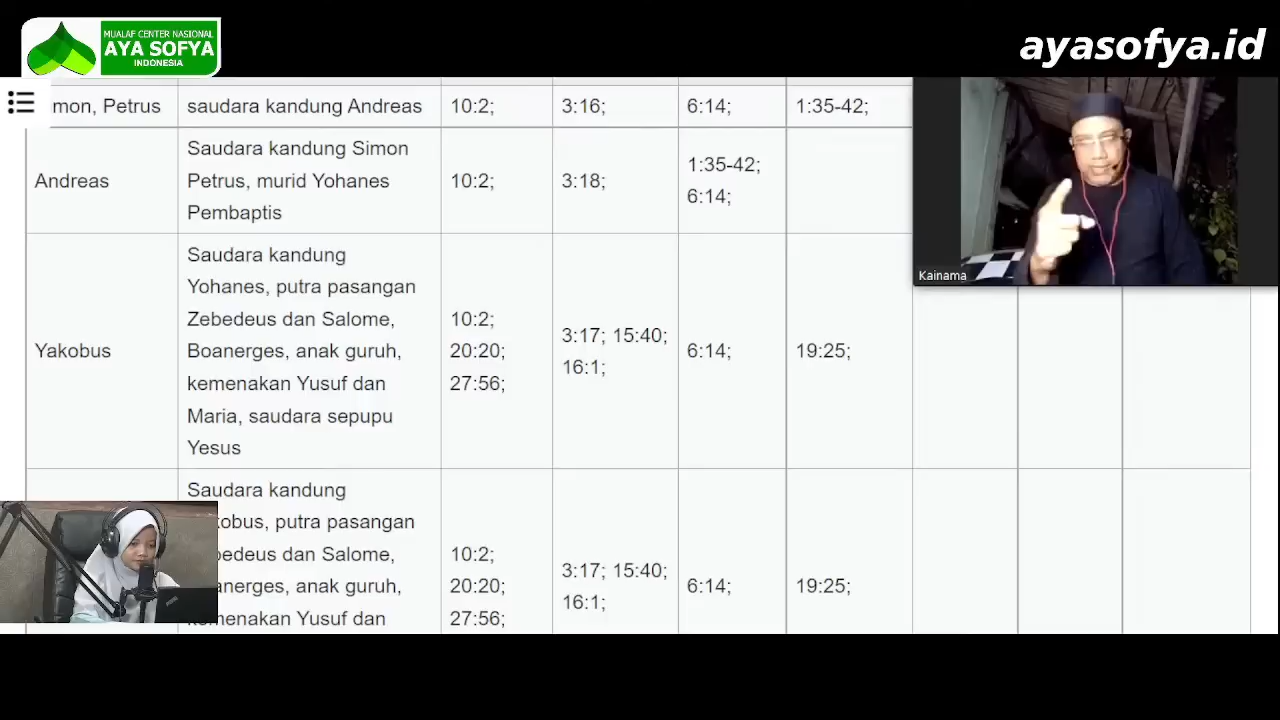 MUALAF CENTER NASIONAL
AYA SOFYA
INDONESIA
ayasofya.id
mon, Petrus
saudara kandung Andreas
10:2;
3:16;
6:14;
1:35-42;
Andreas
Saudara kandung Simon
Petrus, murid Yohanes
Pembaptis
10:2;
3:18;
1:35-42;
6:14;
Kainama
Yakobus
Saudara kandung
Yohanes, putra pasangan
Zebedeus dan Salome,
Boanerges, anak guruh,
kemenakan Yusuf dan
Maria, saudara sepupu
Yesus
10:2;
20:20;
27:56;
3:17; 15:40;
16:1;
6:14;
19:25;
Saudara kandung
kobus, putra pasangan
bedeus dan Salome,
anerges, anak guruh,
kemenakan Yusuf dan
10:2;
20:20;
27:56;
3:17; 15:40;
16:1;
6:14;
19:25;